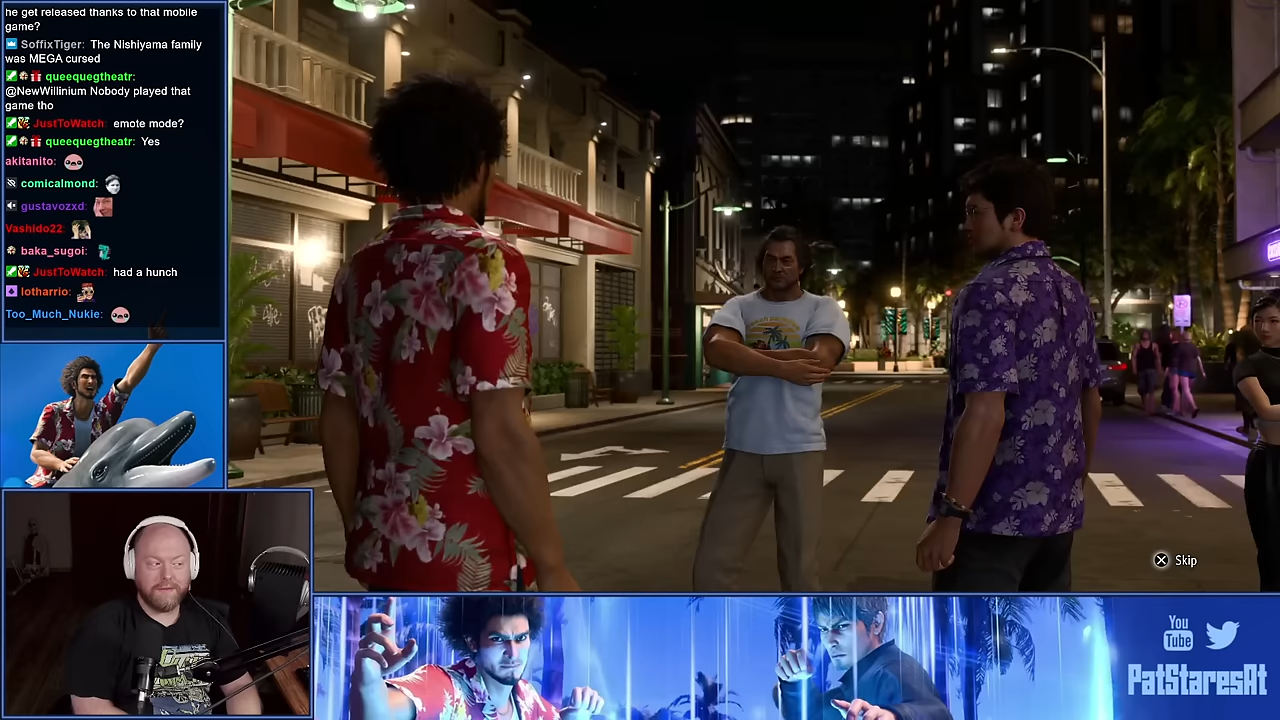 he get released thanks to that mobile
game?
SoffixTiger: The Nishiyama family
was MEGA cursed
queequegtheatr:
@NewWillinium Nobody played that
game tho
JustToWatch: emote mode?
queequegtheatr: Yes
akitanito:
comicalmond:
gustavozxd:
Vashido22:
baka_sugoi:
JustToWatch: had a hunch
lotharrio:
Too_Much_Nukie:
Skip
You
Tube
PatStaresAt